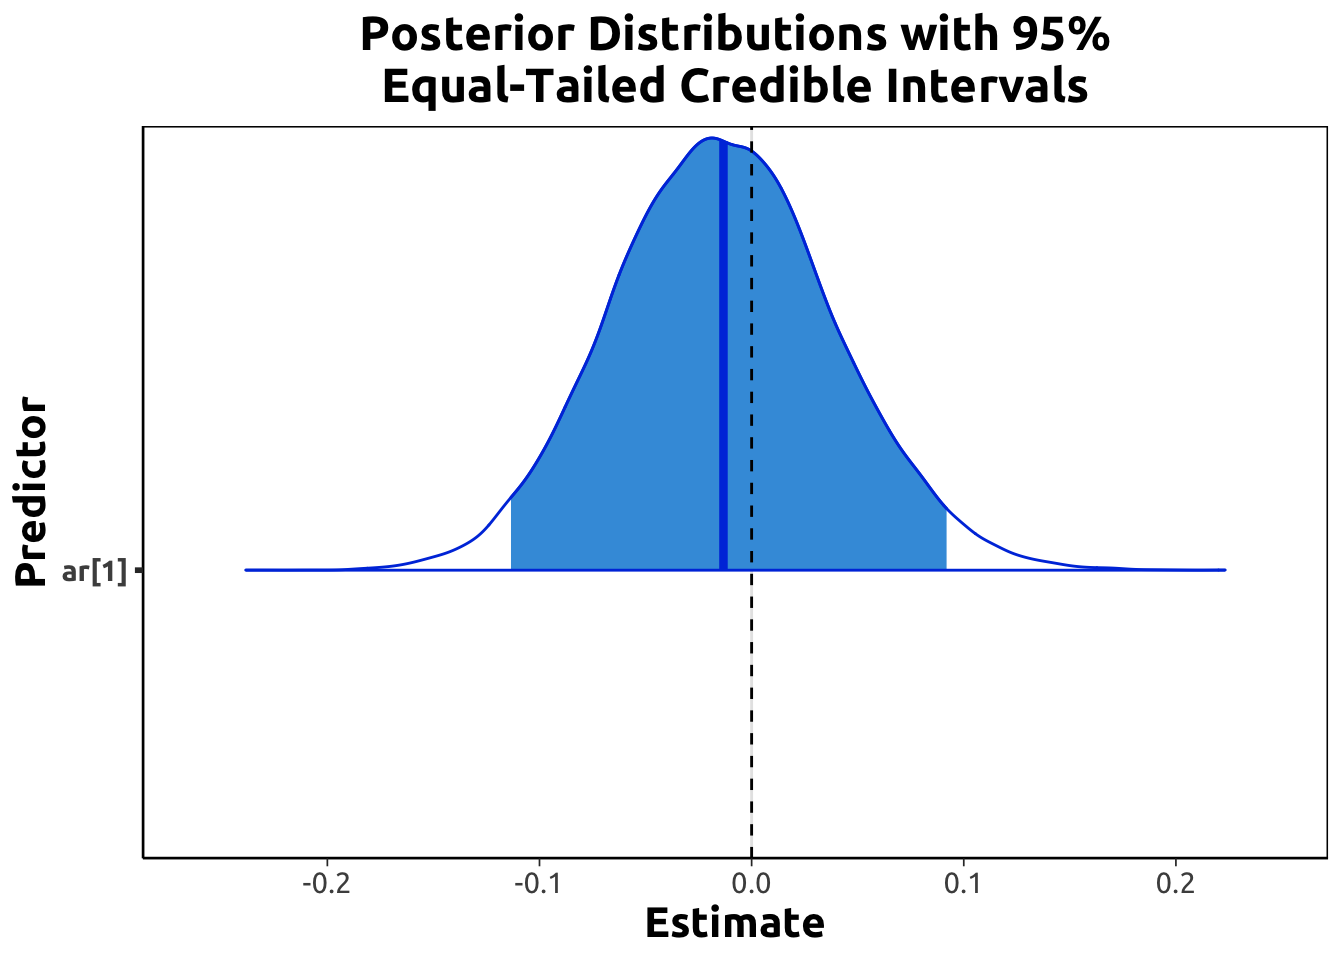 Posterior Distributions with 95%
Equal-Tailed Credible Intervals
Predictor
ar[1]
-0.2 -0.1 0.0 0.1 0.2
Estimate